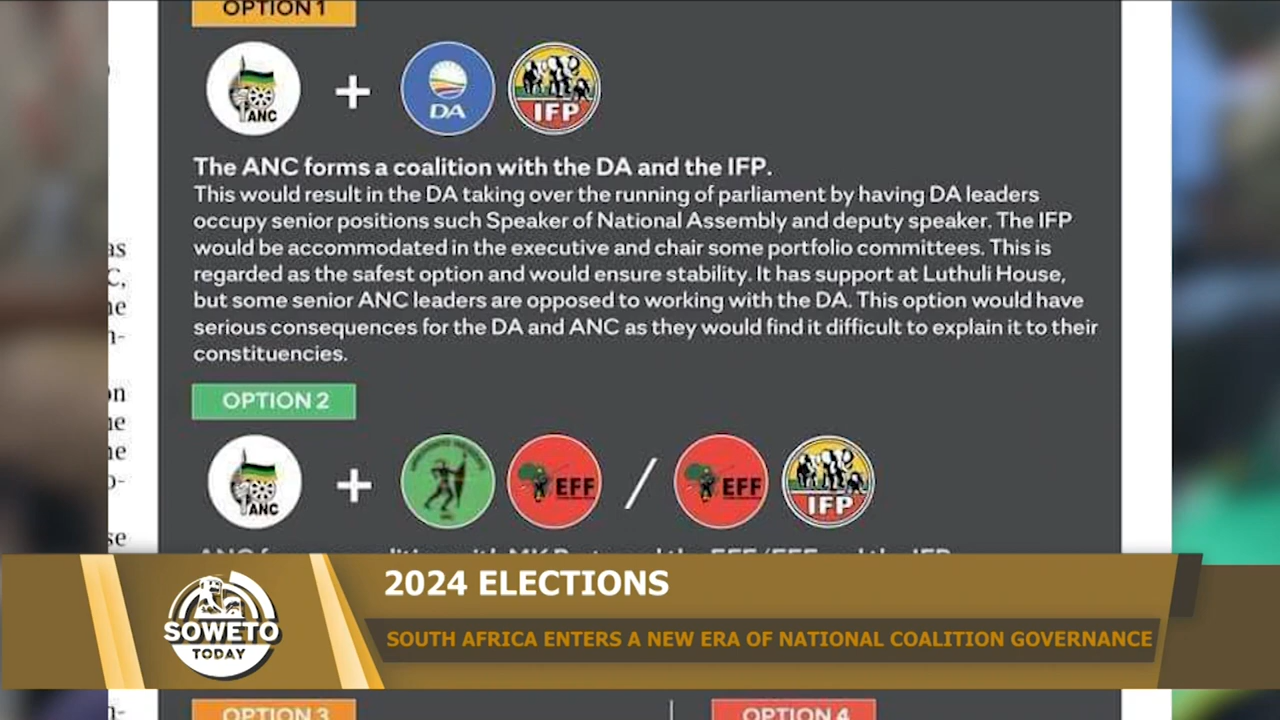 OPTION 1
ANC
DA
IFP
The ANC forms a coalition with the DA and the IFP.
This would result in the DA taking over the running of parliament by having DA leaders
occupy senior positions such Speaker of National Assembly and deputy speaker. The IFP
would be accommodated in the executive and chair some portfolio committees. This is
regarded as the safest option and would ensure stability. It has support at Luthuli House,
but some senior ANC leaders are opposed to working with the DA. This option would have
serious consequences for the DA and ANC as they would find it difficult to explain it to their
constituencies.
OPTION 2
ANC
EFF
EFF
IFP
2024 ELECTIONS
SOUTH AFRICA ENTERS A NEW ERA OF NATIONAL COALITION GOVERNANCE
SOWETO
TODAY
OPTION 3
OPTION 4